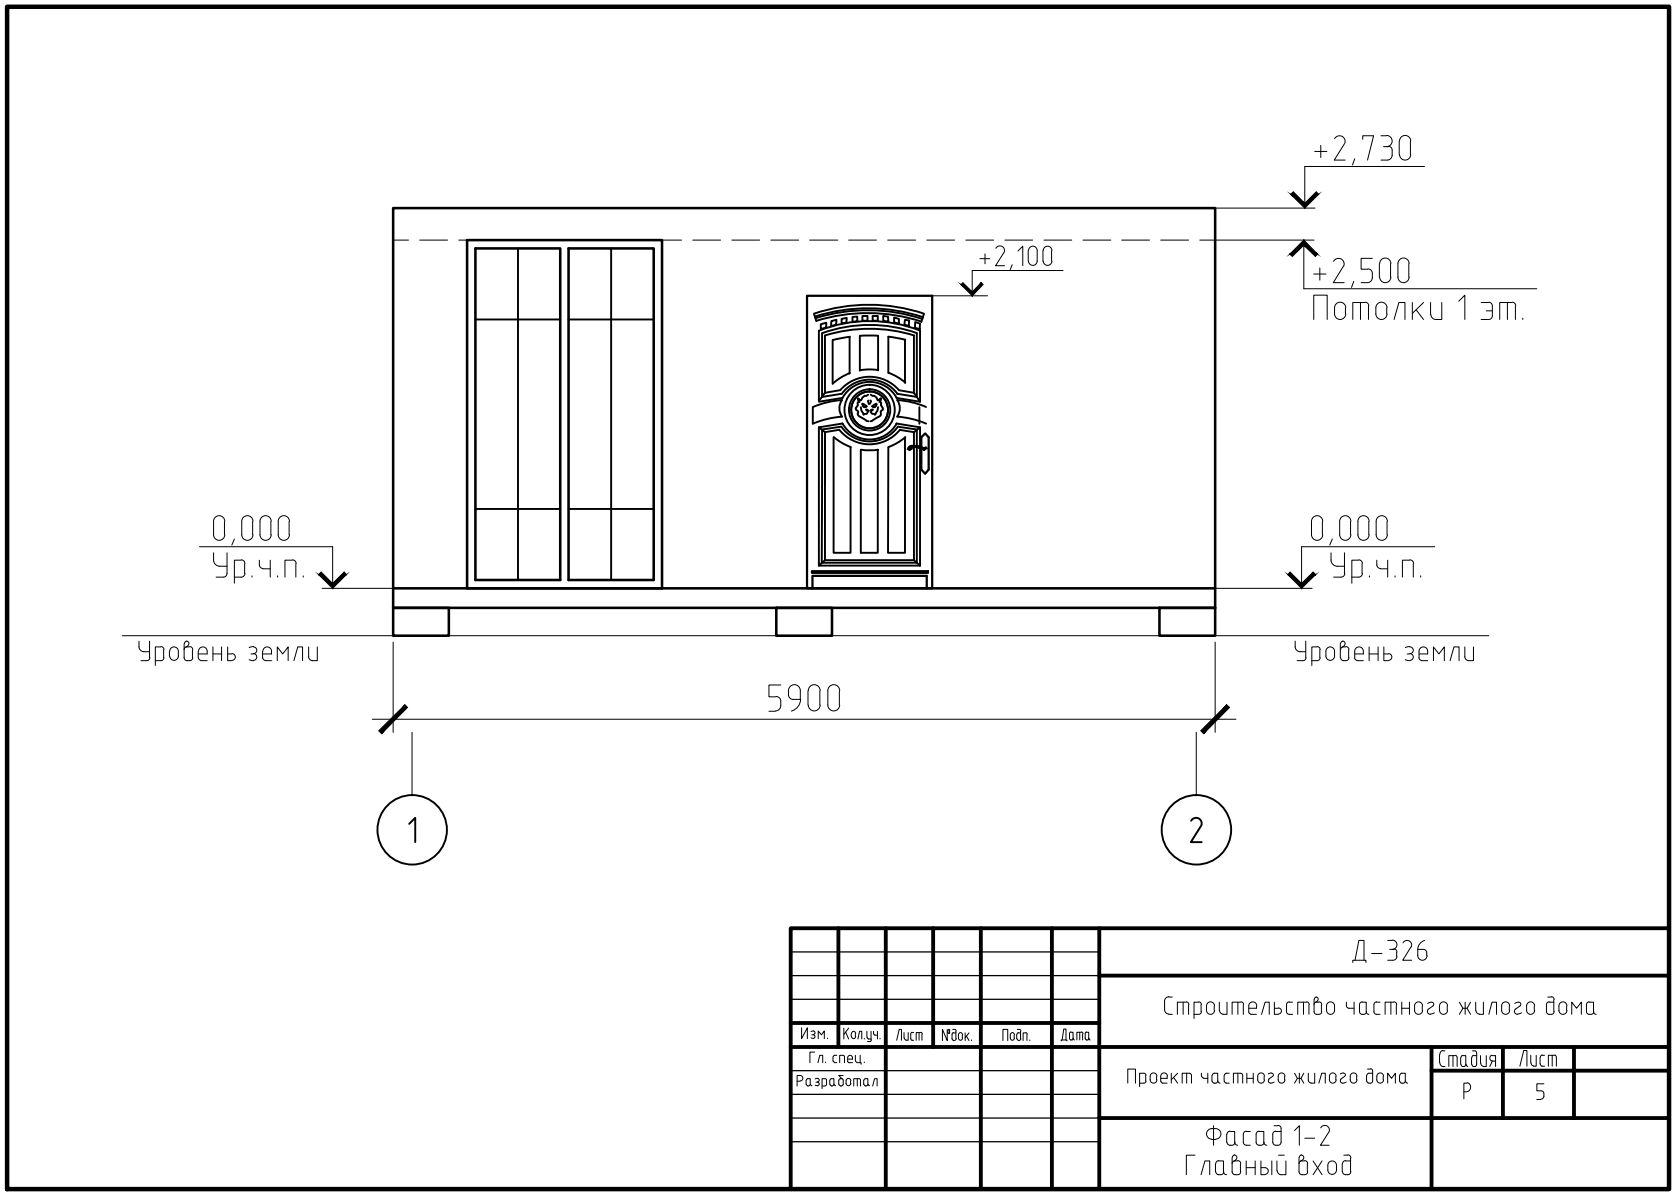 +2,730
+2,100
+2,500
Потолки 1 эт.
0,000
Ур.ч.п.
0,000
Ур.ч.п.
Уровень земли
Уровень земли
5900
1
2
Д-326
Строительство частного жилого дома
Изм. Кол.уч. Лист №док. Подп. Дата
Гл. спец.
Разработал
Проект частного жилого дома
Стадия Лист
Р 5
Фасад 1-2
Главный вход